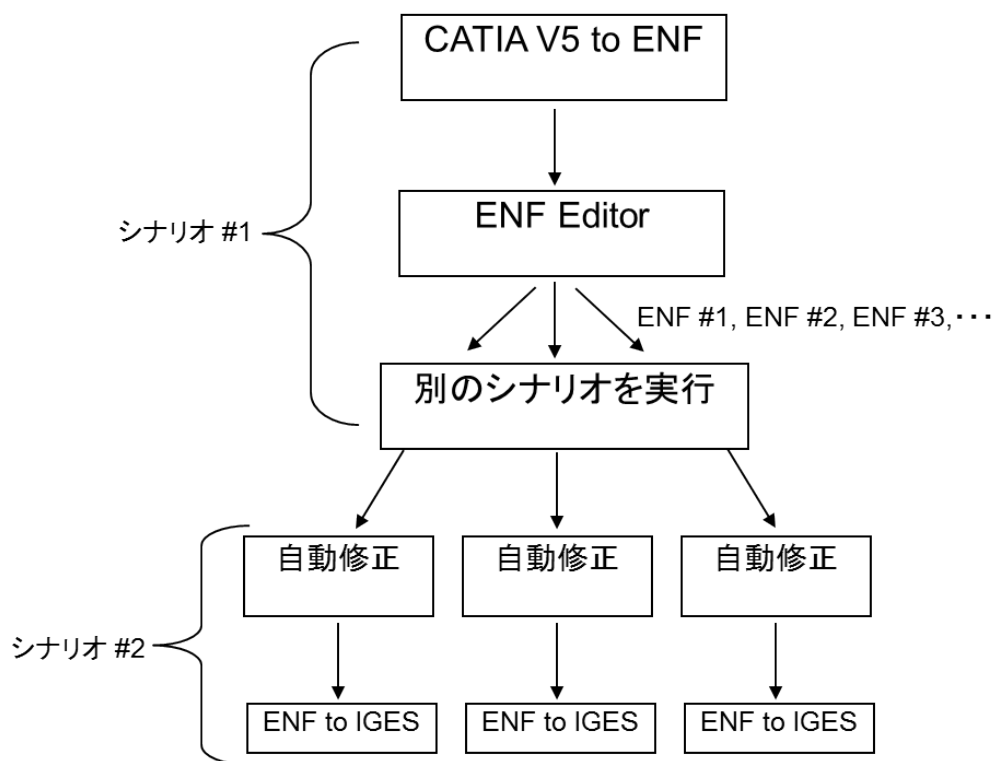 CATIA V5 to ENF
シナリオ #1
ENF Editor
ENF #1, ENF #2, ENF #3,･･･
別のシナリオを実行
自動修正
自動修正
自動修正
シナリオ #2
ENF to IGES
ENF to IGES
ENF to IGES